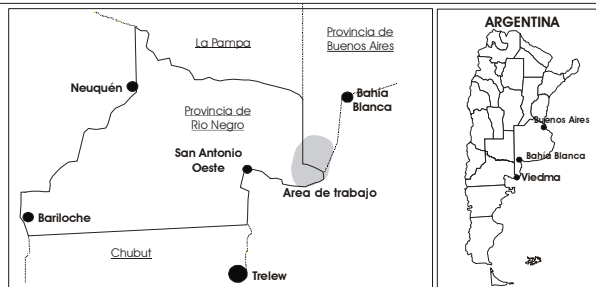 La Pampa
Provincia de
Buenos Aires
Neuquén
Bahía
Blanca
Provincia de
Rio Negro
San Antonio
Oeste
Area de trabajo
Bariloche
Chubut
Trelew
ARGENTINA
Buenos Aires
Bahía Blanca
Viedma